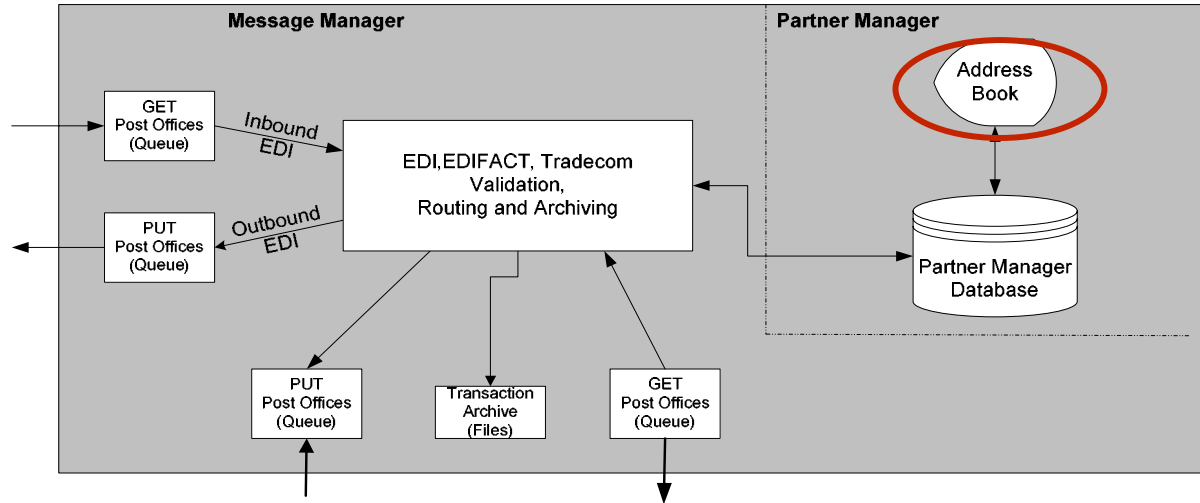 Message Manager
Partner Manager
Address
Book
GET
Post Offices
(Queue)
Inbound
EDI
EDI,EDIFACT, Tradecom
Validation,
Routing and Archiving
PUT
Post Offices
(Queue)
Outbound
EDI
Partner Manager
Database
PUT
Post Offices
(Queue)
Transaction
Archive
(Files)
GET
Post Offices
(Queue)